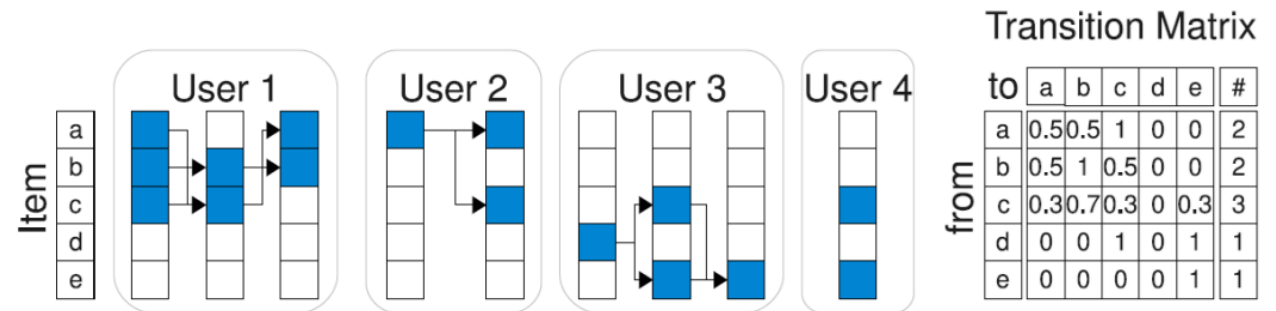 Transition Matrix
User 1 User 2 User 3 User 4
to a b c d e #
Item
a
b
c
d
e
from
a 0.5 0.5 1 0 0 2
b 0.5 1 0.5 0 0 2
c 0.3 0.7 0.3 0 0.3 3
d 0 0 1 0 1 1
e 0 0 0 0 1 1